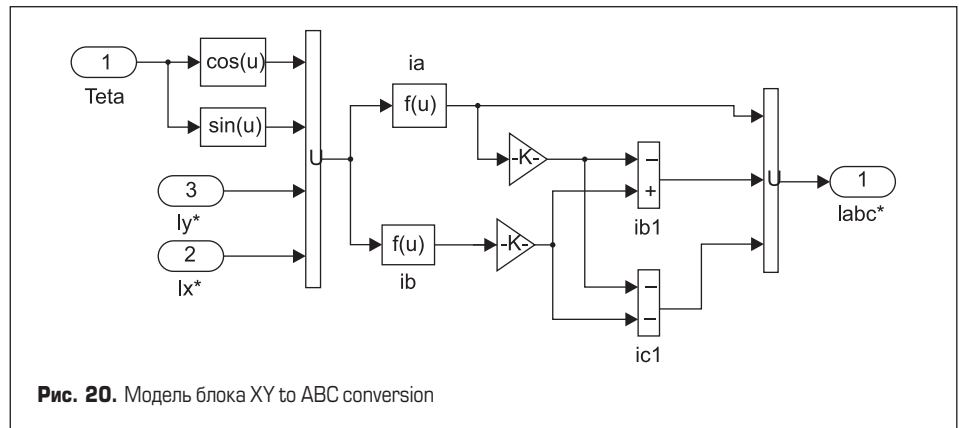 1
Teta
cos(u)
sin(u)
3
Iy*
2
Ix*
U
ia
f(u)
-K-
f(u)
ib
-K-
−
+
ib1
−
−
ic1
U
1
Iabc*
Рис. 20. Модель блока XY to ABC conversion